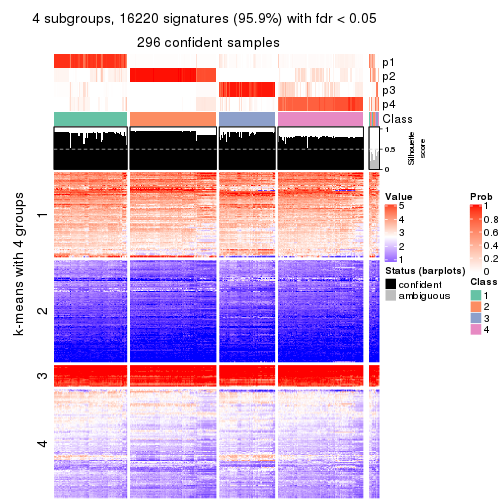 4 subgroups, 16220 signatures (95.9%) with fdr < 0.05
296 confident samples
p1
p2
p3
p4
Class
1
0.5
0
Silhouette
score
k-means with 4 groups
1
2
3
4
Value
5
4
3
2
1
Status (barplots)
confident
ambiguous
Prob
1
0.8
0.6
0.4
0.2
0
Class
1
2
3
4